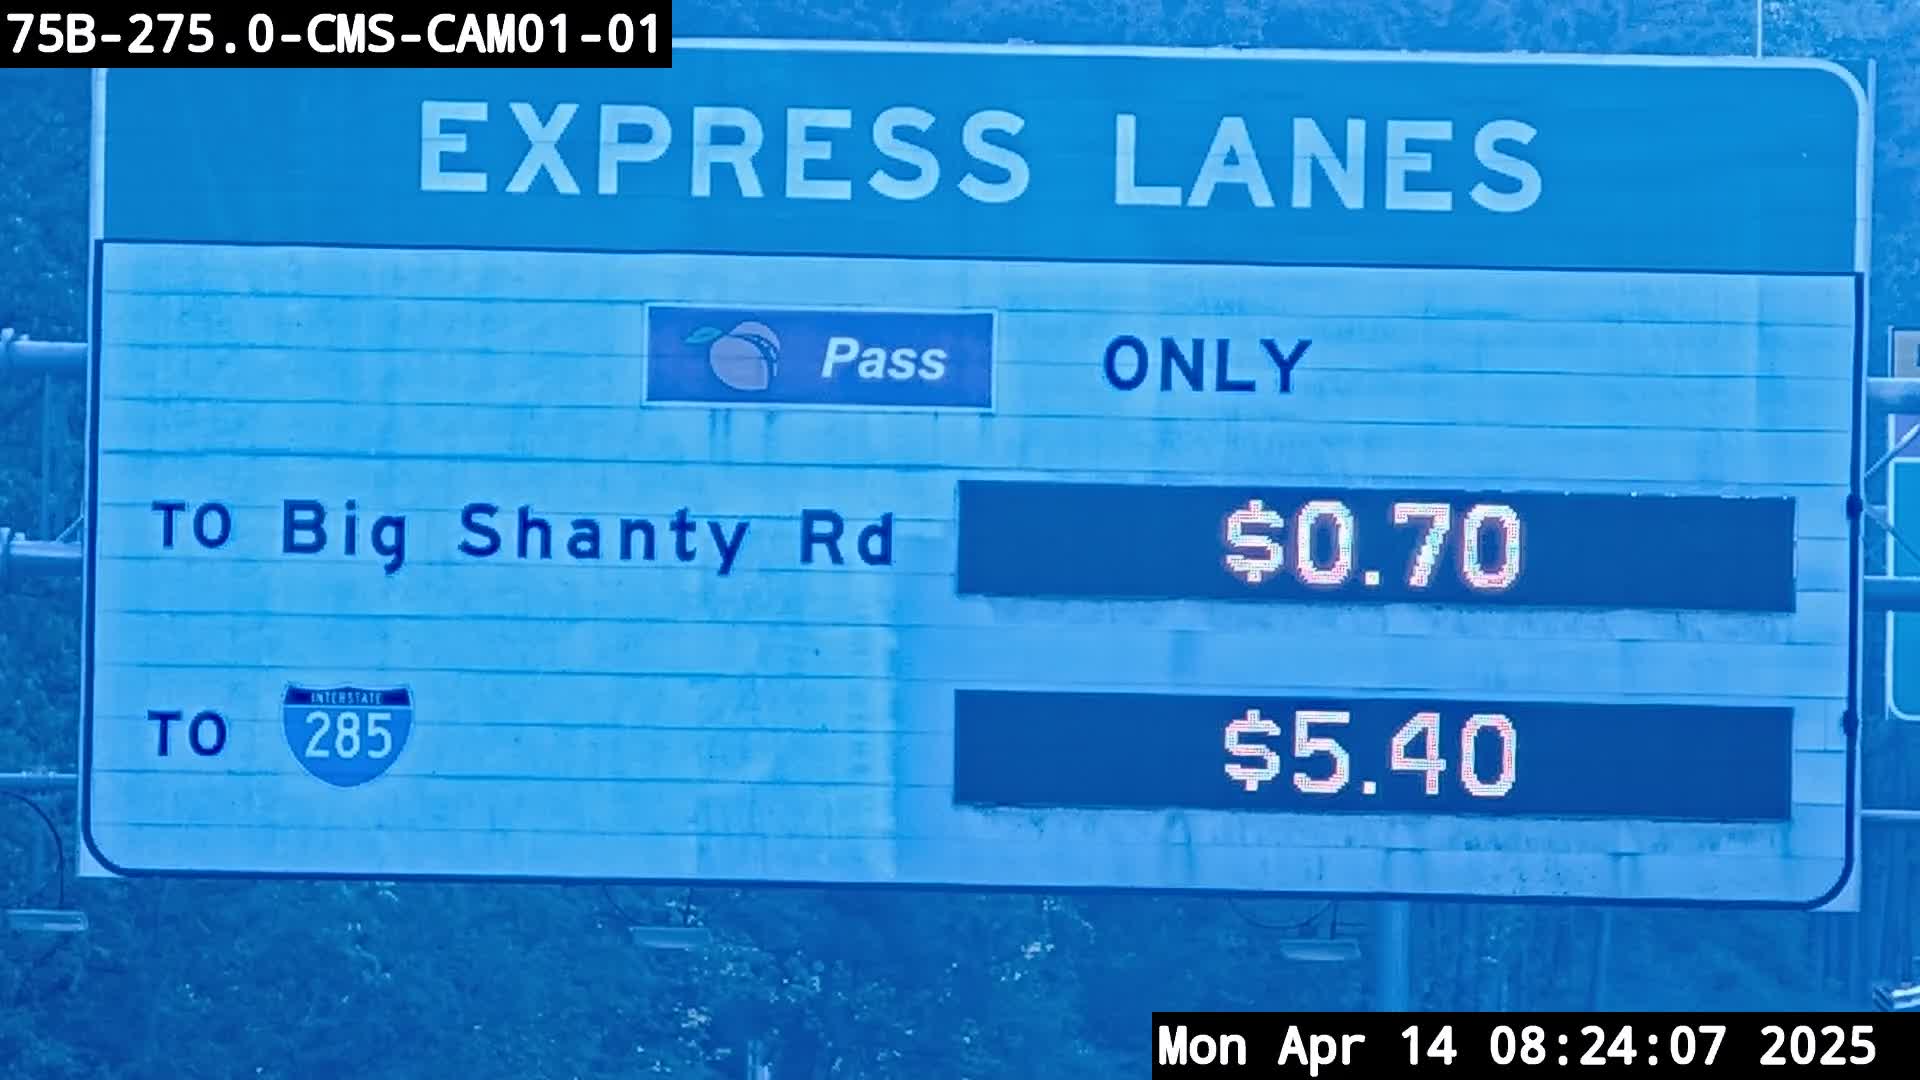 75B-275.0-CMS-CAM01-01
EXPRESS LANES
Pass ONLY
TO Big Shanty Rd $0.70
INTERSTATE
TO 285 $5.40
Mon Apr 14 08:24:07 2025